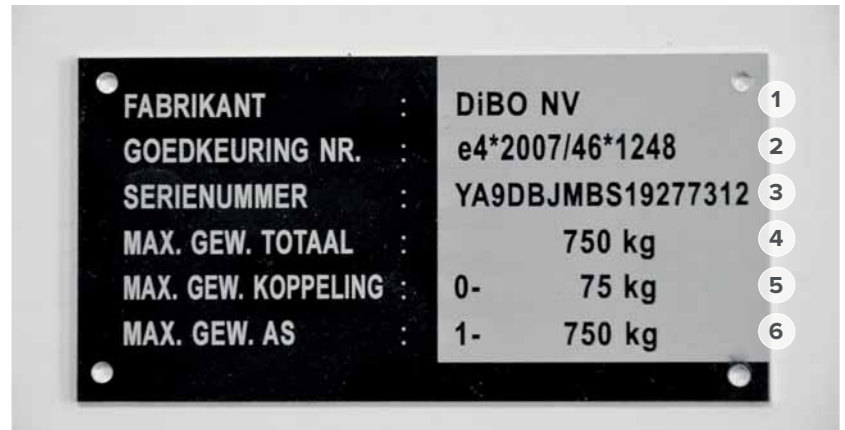 FABRIKANT : DiBO NV 1
GOEDKEURING NR. : e4*2007/46*1248 2
SERIENUMMER : YA9DBJMBS19277312 3
MAX. GEW. TOTAAL : 750 kg 4
MAX. GEW. KOPPELING : 0- 75 kg 5
MAX. GEW. AS : 1- 750 kg 6